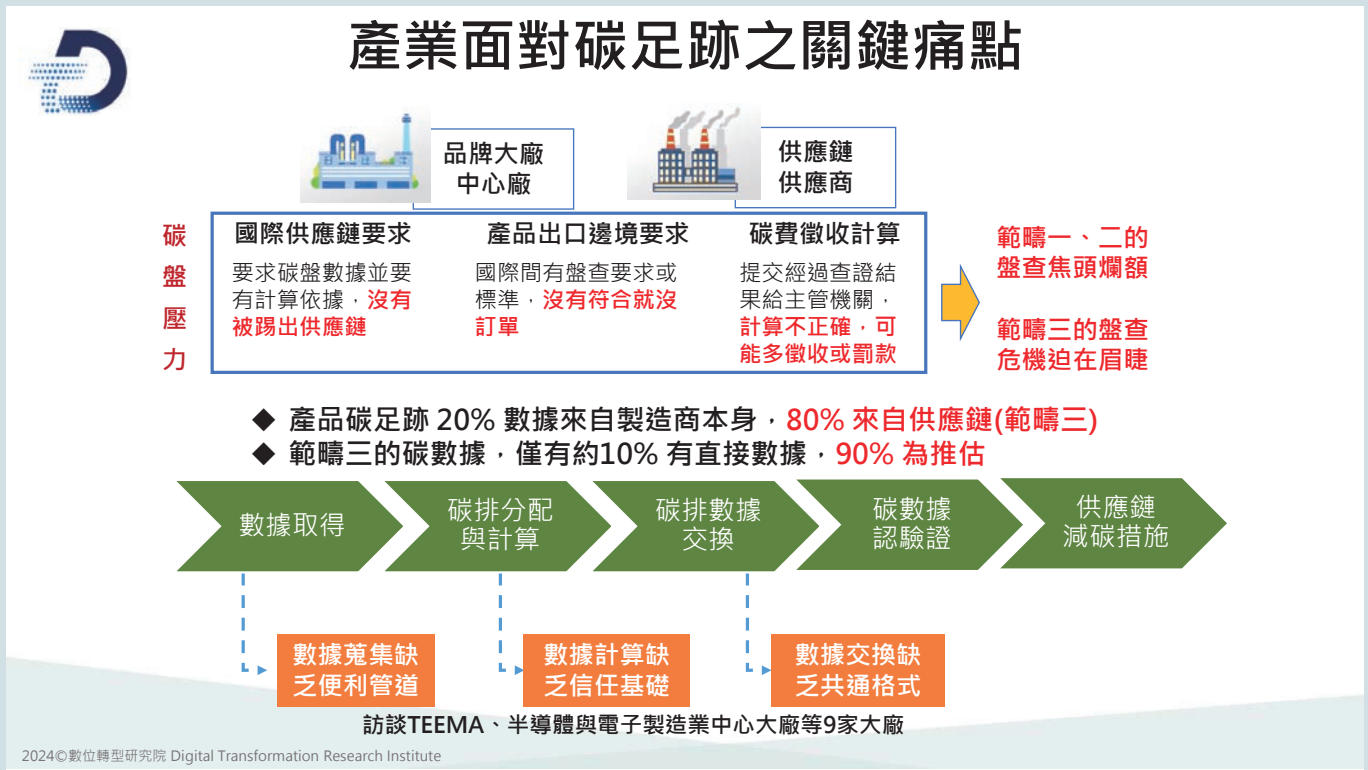 產業面對碳足跡之關鍵痛點
品牌大廠
中心廠
供應鏈
供應商
碳
盤
壓
力
國際供應鏈要求
要求碳盤數據並要
有計算依據，沒有
被踢出供應鏈
產品出口邊境要求
國際間有盤查要求或
標準，沒有符合就沒
訂單
碳費徵收計算
提交經過查證結
果給主管機關，
計算不正確，可
能多徵收或罰款
範疇一、二的
盤查焦頭爛額
範疇三的盤查
危機迫在眉睫
◆ 產品碳足跡 20% 數據來自製造商本身，80% 來自供應鏈(範疇三)
◆ 範疇三的碳數據，僅有約10% 有直接數據，90% 為推估
數據取得
碳排分配
與計算
碳排數據
交換
碳數據
認驗證
供應鏈
減碳措施
數據蒐集缺
乏便利管道
數據計算缺
乏信任基礎
數據交換缺
乏共通格式
訪談TEEMA、半導體與電子製造業中心大廠等9家大廠
2024©數位轉型研究院 Digital Transformation Research Institute